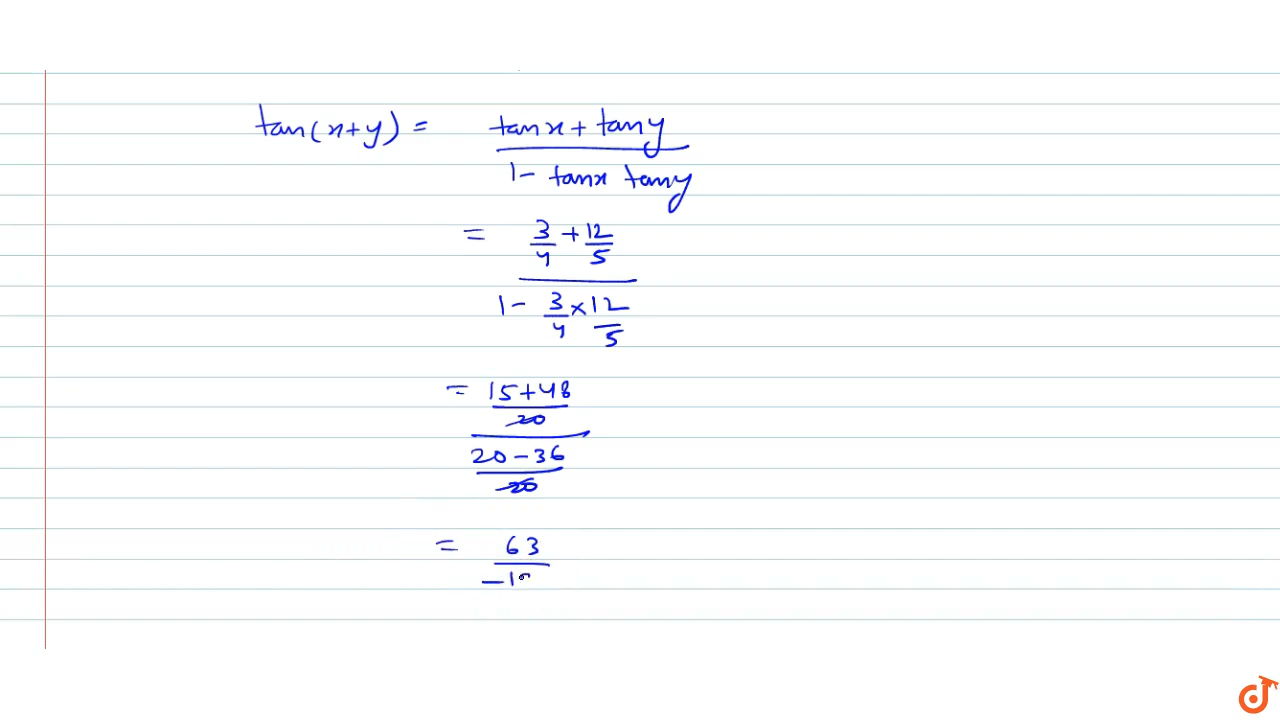 tan(x+y) = (tanx + tany)/(1 - tanx tany)
= (3/4 + 12/5)/(1 - 3/4 × 12/5)
= ((15+48)/20)/((20-36)/20)
= 63/-1